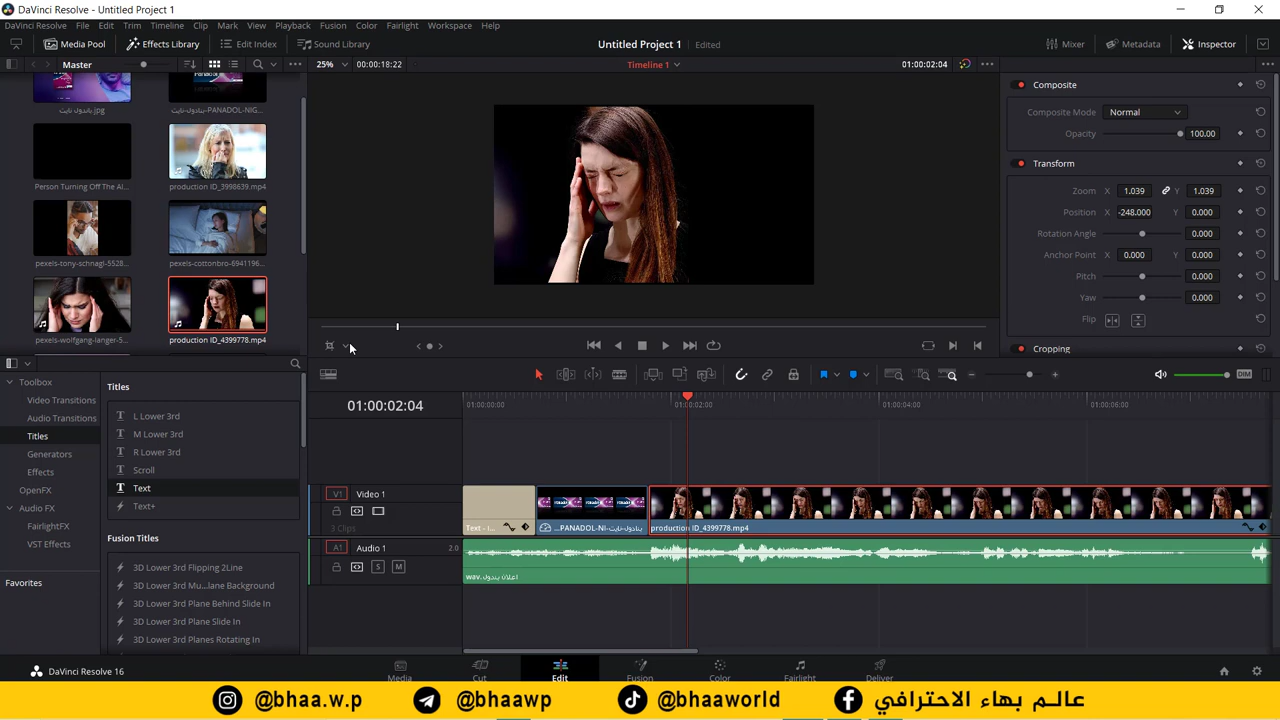 DaVinci Resolve - Untitled Project 1
DaVinci Resolve File Edit Trim Timeline Clip Mark View Playback Fusion Color Fairlight Workspace Help
Media Pool Effects Library Edit Index Sound Library Untitled Project 1 Edited Mixer Metadata Inspector
Master 25% 00:00:18:22 Timeline 1 01:00:02:04
باندول نايت.jpg
بنادول-نايت-PANADOL-NIG...
Person Turning Off The Al... production ID_3998639.mp4
pexels-tony-schnagl-5528... pexels-cottonbro-6941196...
pexels-wolfgang-langer-5... production ID_4399778.mp4
Composite
Composite Mode Normal
Opacity 100.00
Transform
Zoom X 1.039 Y 1.039
Position X -248.000 Y 0.000
Rotation Angle 0.000
Anchor Point X 0.000 Y 0.000
Pitch 0.000
Yaw 0.000
Flip
Cropping
Toolbox
Video Transitions
Audio Transitions
Titles
Generators
Effects
OpenFX
Audio FX
FairlightFX
VST Effects
Favorites
Titles
L Lower 3rd
M Lower 3rd
R Lower 3rd
Scroll
Text
Text+
Fusion Titles
3D Lower 3rd Flipping 2Line
3D Lower 3rd Mu...lane Background
3D Lower 3rd Plane Behind Slide In
3D Lower 3rd Plane Slide In
3D Lower 3rd Planes Rotating In
DIM
01:00:02:04 01:00:00:00 01:00:02:00 01:00:04:00 01:00:06:00
V1 Video 1
3 Clips
Text - ... بنادول-نايت-PANADOL-NI... production ID_4399778.mp4
A1 Audio 1 2.0
S M
اعلان بندول.wav
DaVinci Resolve 16 Media Cut Edit Fusion Color Fairlight Deliver
@bhaa.w.p @bhaawp @bhaaworld عالم بهاء الاحترافي